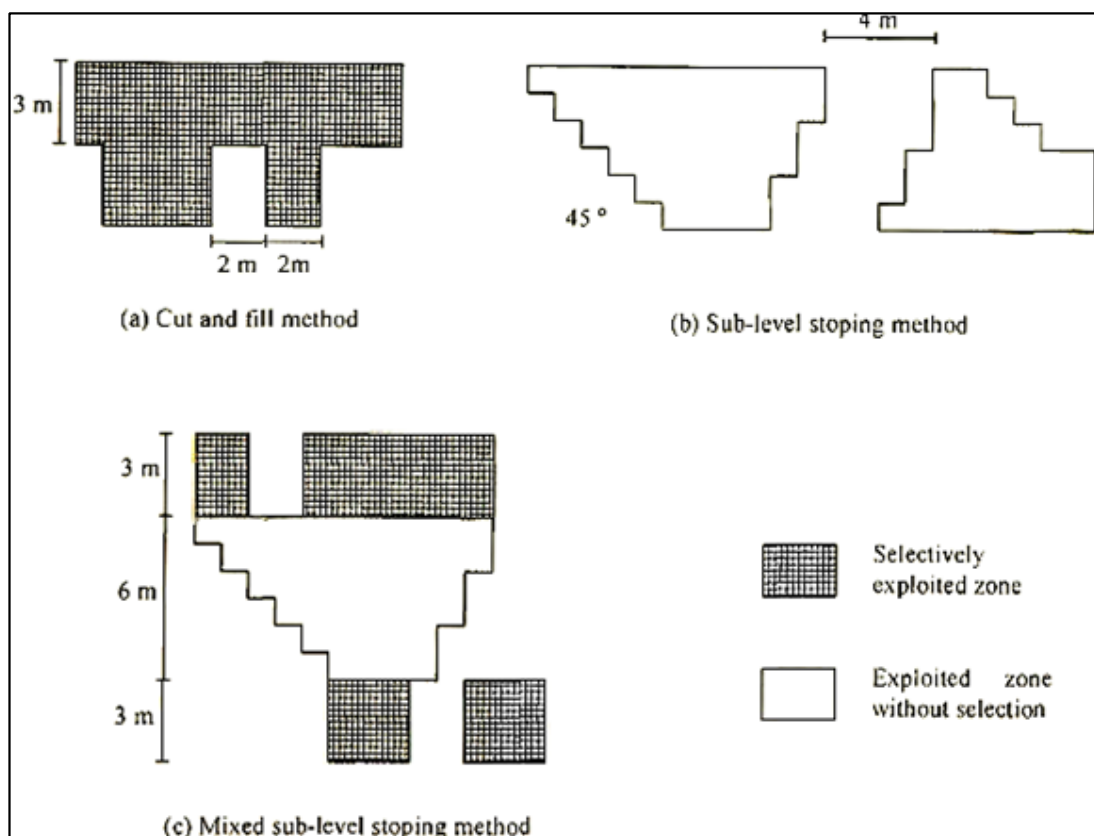 4 m
3 m
45 °
2 m 2m
(a) Cut and fill method
(b) Sub-level stoping method
3 m
6 m
3 m
Selectively
exploited zone
Exploited zone
without selection
(c) Mixed sub-level stoping method